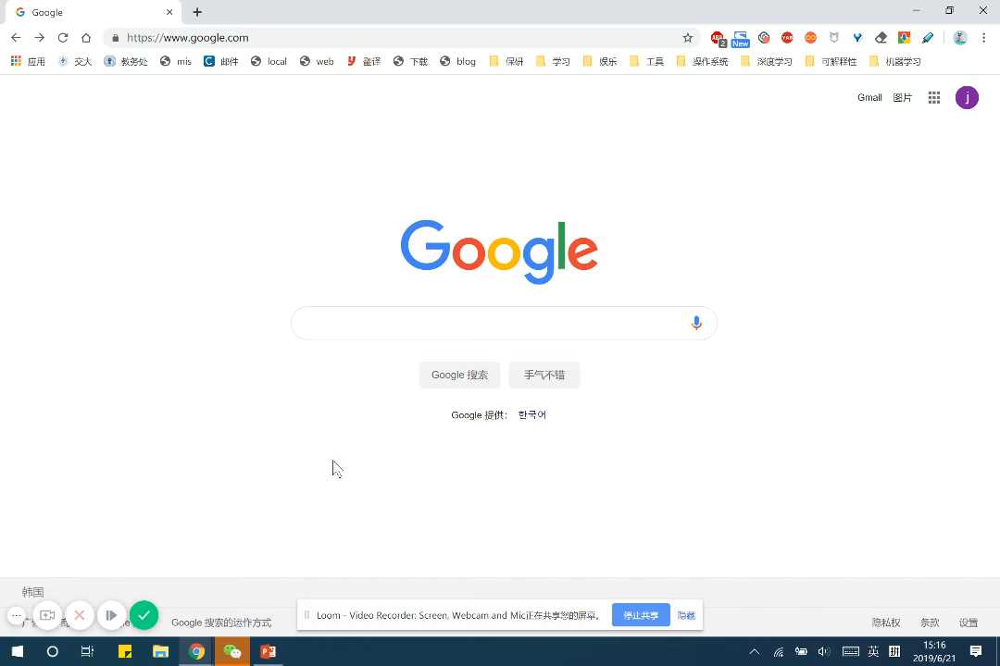 Google
https://www.google.com
ABP 2 New YAB
应用 交大 教务处 mis 邮件 local web 翻译 下载 blog 保研 学习 娱乐 工具 操作系统 深度学习 可解释性 机器学习
Gmail 图片 j
Google
Google 搜索 手气不错
Google 提供： 한국어
韩国
Google 搜索的运作方式
Loom - Video Recorder: Screen, Webcam and Mic正在共享您的屏幕。 停止共享 隐藏
隐私权 条款 设置
英 拼
15:16
2019/6/21